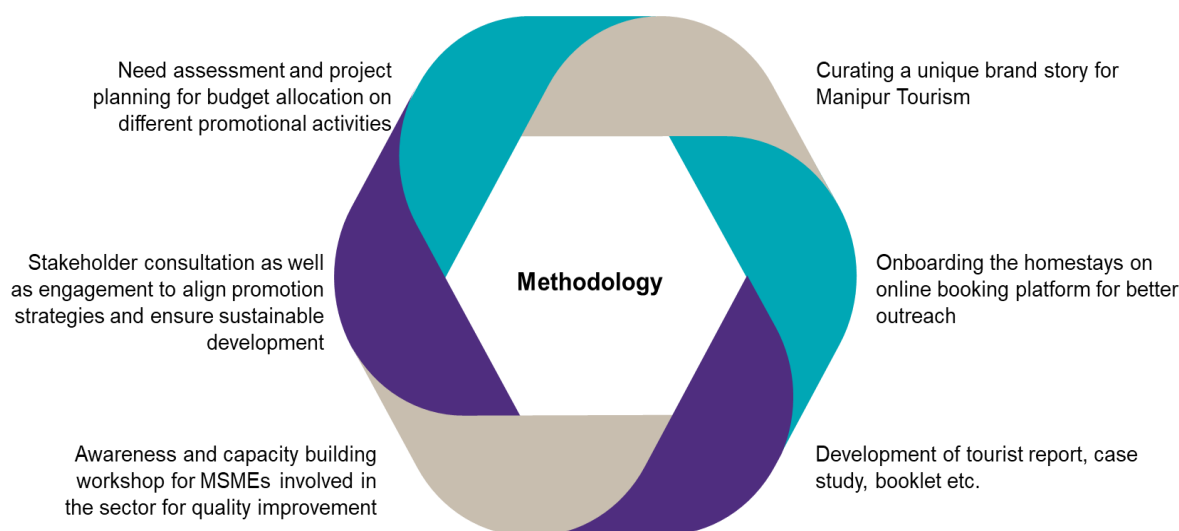 Need assessment and project
planning for budget allocation on
different promotional activities
Curating a unique brand story for
Manipur Tourism
Stakeholder consultation as well
as engagement to align promotion
strategies and ensure sustainable
development
Methodology
Onboarding the homestays on
online booking platform for better
outreach
Awareness and capacity building
workshop for MSMEs involved in
the sector for quality improvement
Development of tourist report, case
study, booklet etc.